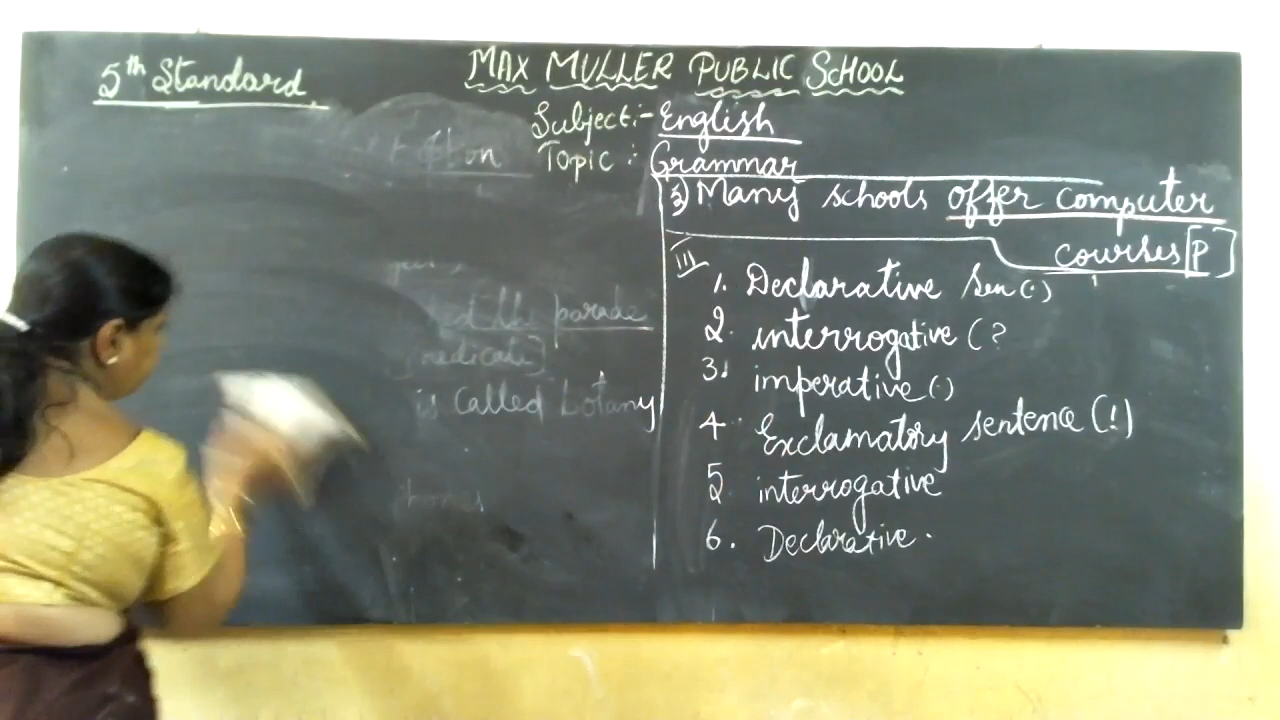 5th Standard
MAX MULLER PUBLIC SCHOOL
Subject:- English
Topic : Grammar
the parade
is called botany
3) Many schools offer computer
courses [P]
III
1. Declarative Sen (.)
2. interrogative (?
3. imperative (.)
4. Exclamatory sentence (!)
5. interrogative
6. Declarative.